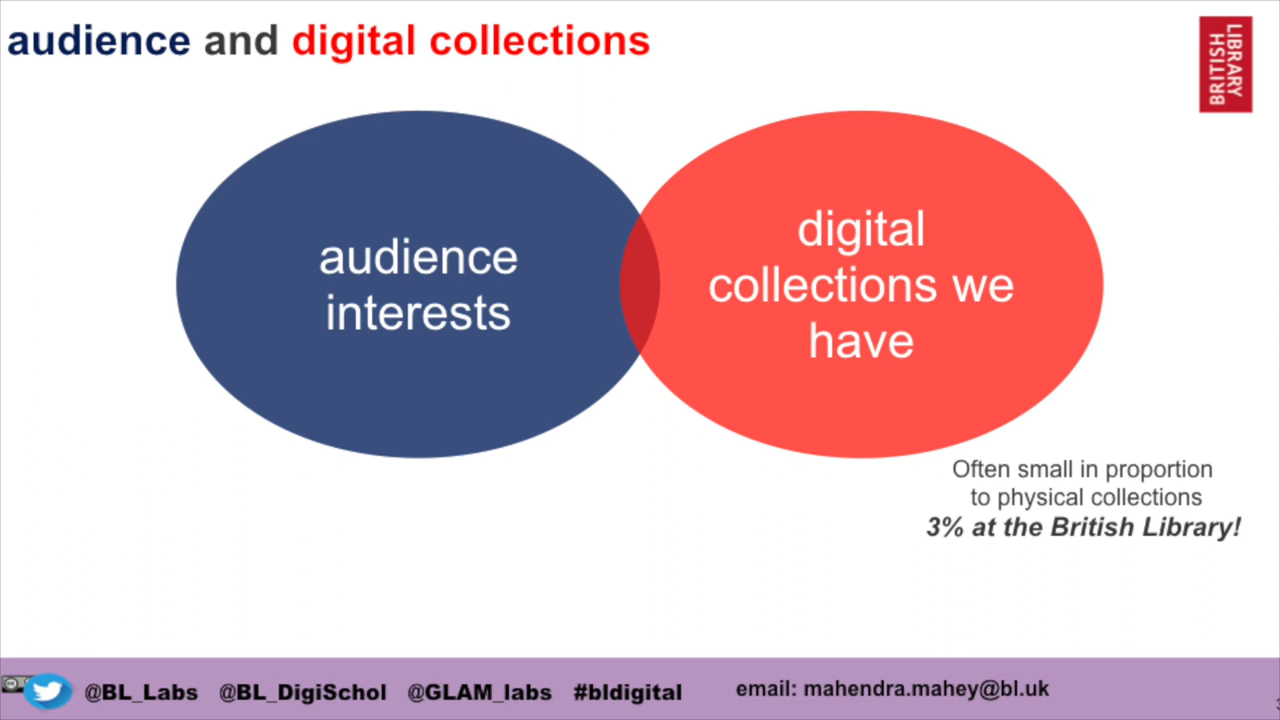 audience and digital collections
BRITISH
LIBRARY
audience
interests
digital
collections we
have
Often small in proportion
to physical collections
3% at the British Library!
@BL_Labs @BL_DigiSchol @GLAM_labs #bldigital email: mahendra.mahey@bl.uk